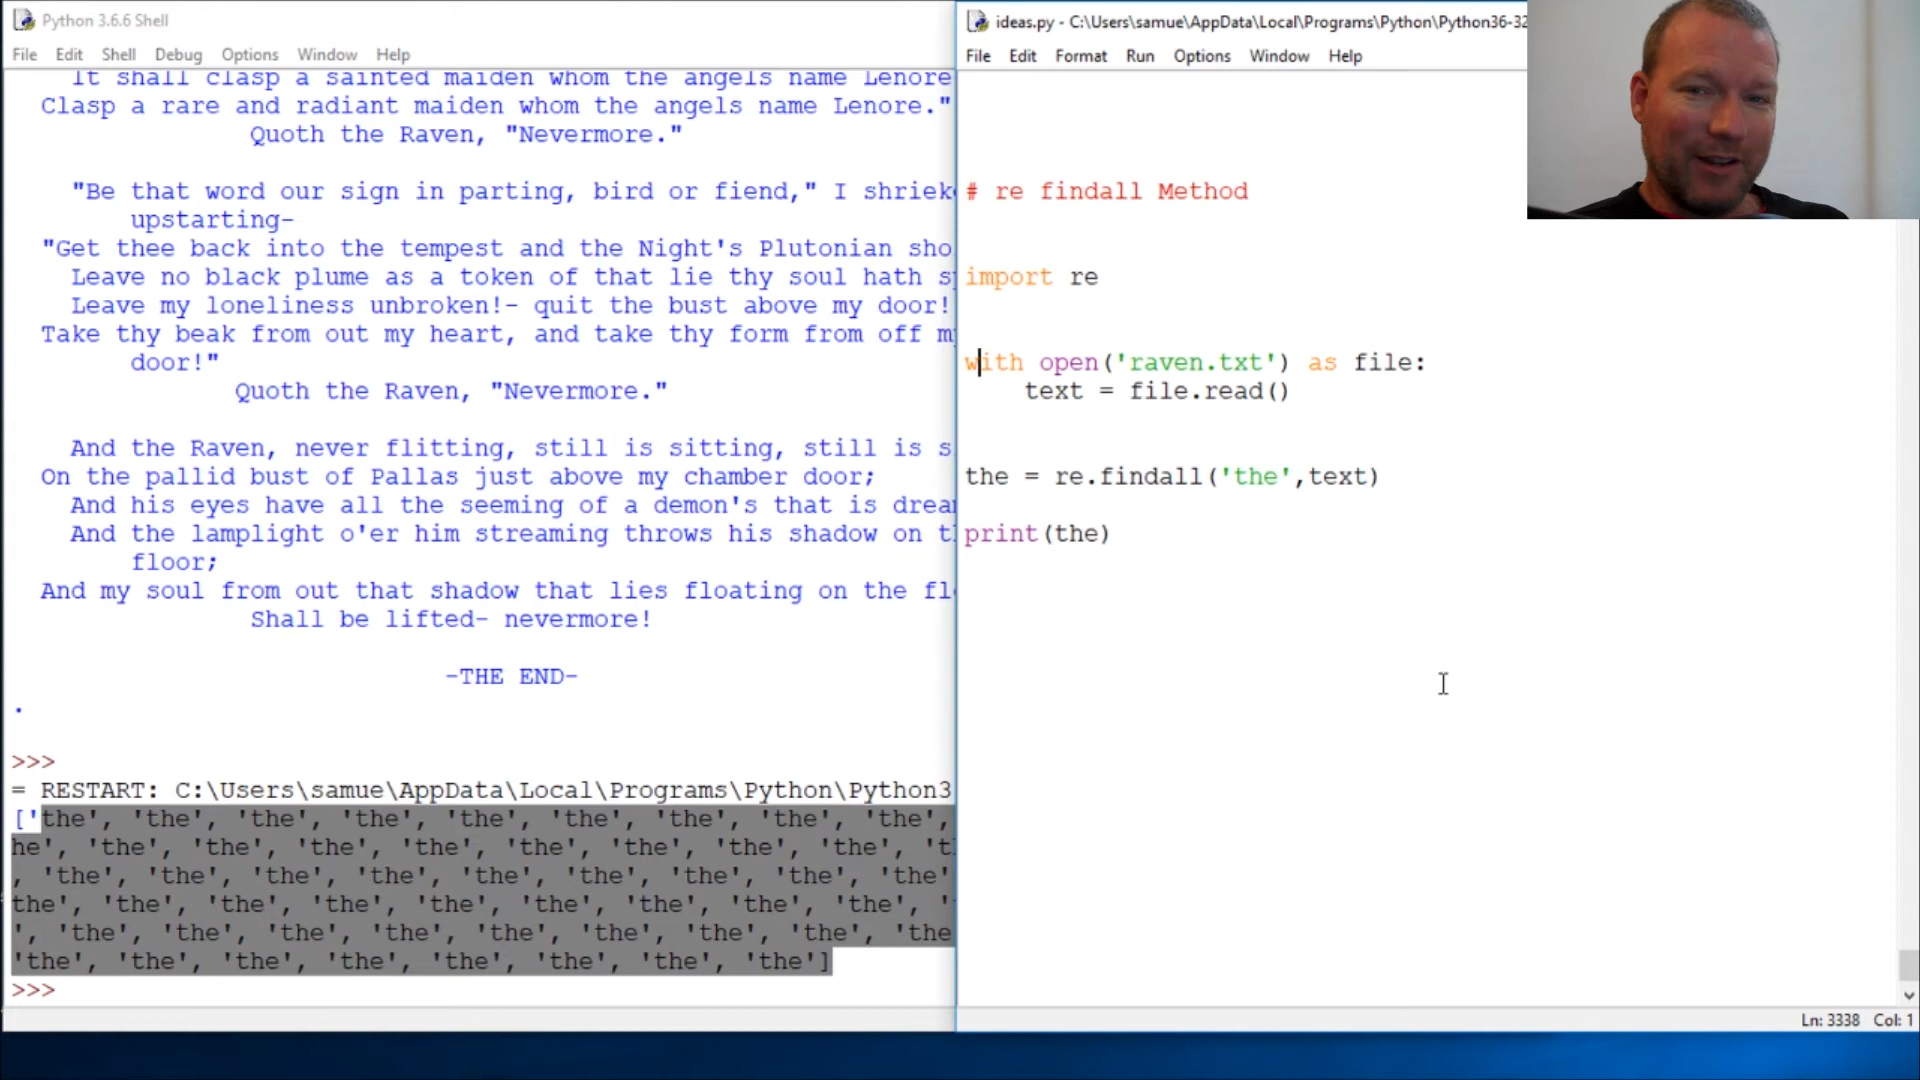 Python 3.6.6 Shell
File Edit Shell Debug Options Window Help
It shall clasp a sainted maiden whom the angels name Lenore
Clasp a rare and radiant maiden whom the angels name Lenore."
Quoth the Raven, "Nevermore."
"Be that word our sign in parting, bird or fiend," I shrieke
upstarting-
"Get thee back into the tempest and the Night's Plutonian sho
Leave no black plume as a token of that lie thy soul hath s
Leave my loneliness unbroken!- quit the bust above my door!
Take thy beak from out my heart, and take thy form from off m
door!"
Quoth the Raven, "Nevermore."
And the Raven, never flitting, still is sitting, still is s
On the pallid bust of Pallas just above my chamber door;
And his eyes have all the seeming of a demon's that is drea
And the lamplight o'er him streaming throws his shadow on t
floor;
And my soul from out that shadow that lies floating on the fl
Shall be lifted- nevermore!
-THE END-
.
>>>
= RESTART: C:\Users\samue\AppData\Local\Programs\Python\Python3
['the', 'the', 'the', 'the', 'the', 'the', 'the', 'the', 'the',
he', 'the', 'the', 'the', 'the', 'the', 'the', 'the', 'the', 't
, 'the', 'the', 'the', 'the', 'the', 'the', 'the', 'the', 'the'
the', 'the', 'the', 'the', 'the', 'the', 'the', 'the', 'the', '
', 'the', 'the', 'the', 'the', 'the', 'the', 'the', 'the', 'the
'the', 'the', 'the', 'the', 'the', 'the', 'the', 'the']
>>>
ideas.py - C:\Users\samue\AppData\Local\Programs\Python\Python36-32
File Edit Format Run Options Window Help
# re findall Method
import re
with open('raven.txt') as file:
text = file.read()
the = re.findall('the',text)
print(the)
Ln: 3338 Col: 1